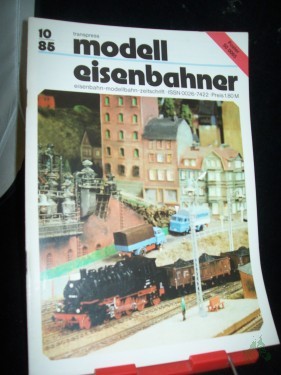 transpress
10
85
modell
eisenbahner
eisenbahn-modellbahn-zeitschrift · ISSN 0026-7422 · Preis 1,80 M